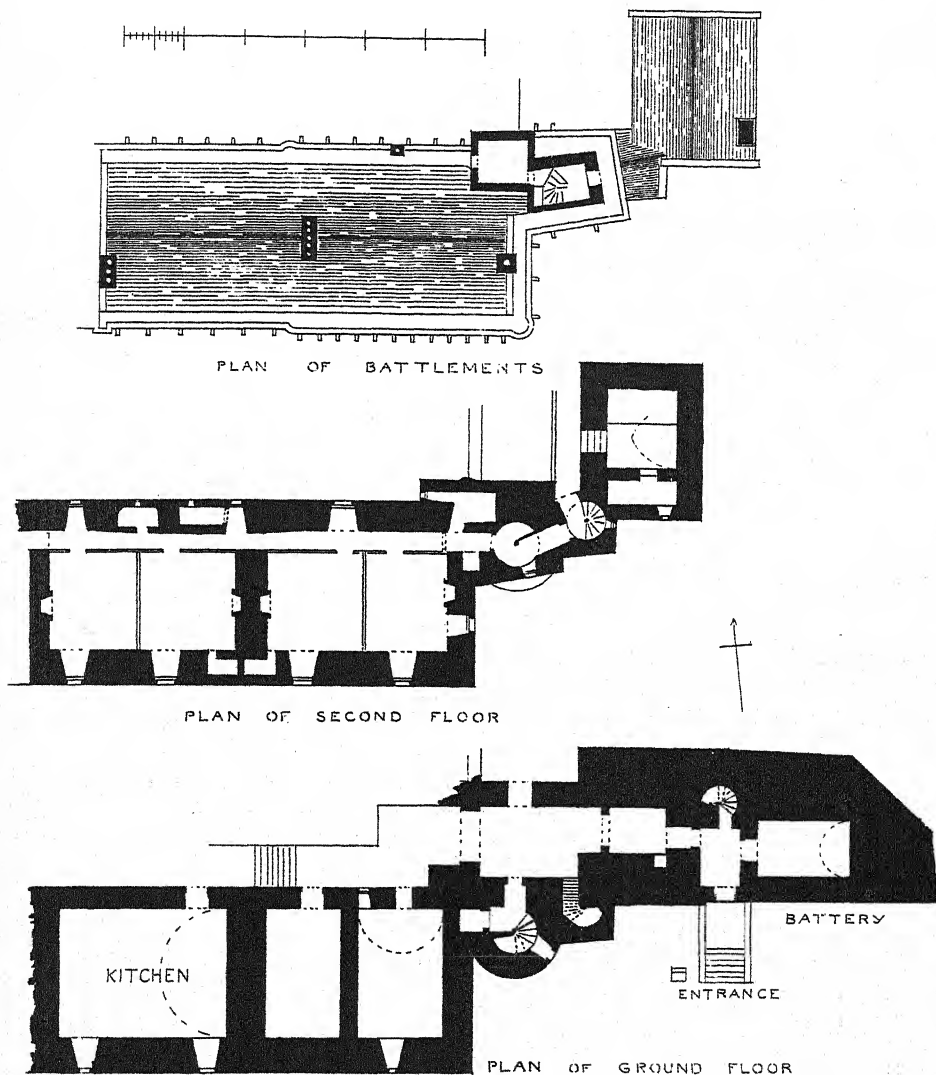 PLAN OF BATTLEMENTS
PLAN OF SECOND FLOOR
BATTERY
KITCHEN
ENTRANCE
PLAN OF GROUND FLOOR